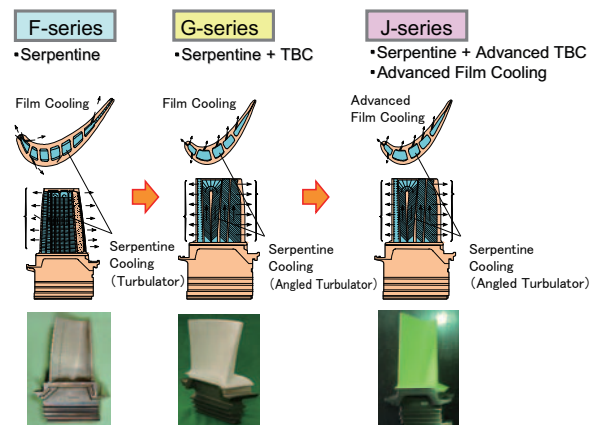 F-series
▪Serpentine
G-series
▪Serpentine + TBC
J-series
▪Serpentine + Advanced TBC
▪Advanced Film Cooling
Film Cooling
Film Cooling
Advanced
Film Cooling
Serpentine
Cooling
(Turbulator)
Serpentine
Cooling
(Angled Turbulator)
Serpentine
Cooling
(Angled Turbulator)